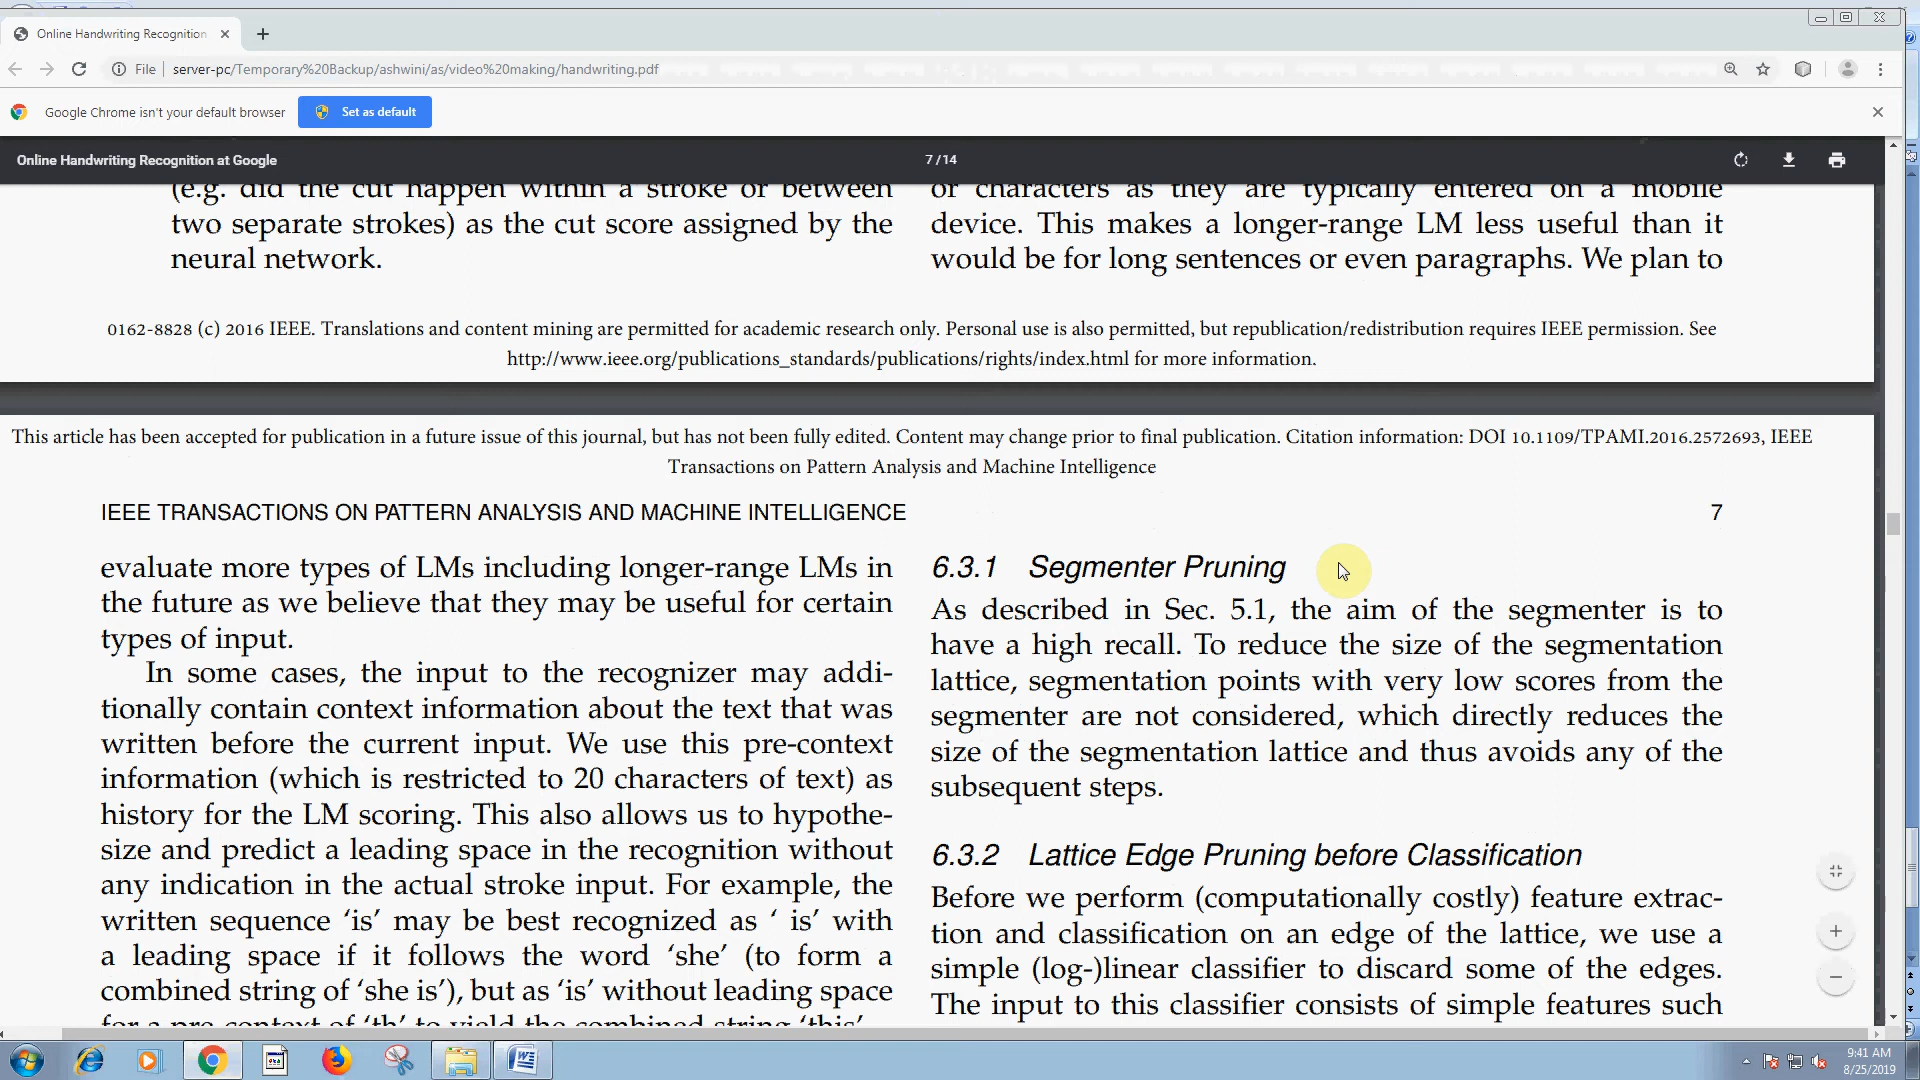 Online Handwriting Recognition
File
server-pc/Temporary%20Backup/ashwini/as/video%20making/handwriting.pdf
Google Chrome isn't your default browser
Set as default
Online Handwriting Recognition at Google
7 / 14
(e.g. did the cut happen within a stroke or between
two separate strokes) as the cut score assigned by the
neural network.
or characters as they are typically entered on a mobile
device. This makes a longer-range LM less useful than it
would be for long sentences or even paragraphs. We plan to
0162-8828 (c) 2016 IEEE. Translations and content mining are permitted for academic research only. Personal use is also permitted, but republication/redistribution requires IEEE permission. See
http://www.ieee.org/publications_standards/publications/rights/index.html for more information.
This article has been accepted for publication in a future issue of this journal, but has not been fully edited. Content may change prior to final publication. Citation information: DOI 10.1109/TPAMI.2016.2572693, IEEE
Transactions on Pattern Analysis and Machine Intelligence
IEEE TRANSACTIONS ON PATTERN ANALYSIS AND MACHINE INTELLIGENCE
7
evaluate more types of LMs including longer-range LMs in
the future as we believe that they may be useful for certain
types of input.
In some cases, the input to the recognizer may addi-
tionally contain context information about the text that was
written before the current input. We use this pre-context
information (which is restricted to 20 characters of text) as
history for the LM scoring. This also allows us to hypothe-
size and predict a leading space in the recognition without
any indication in the actual stroke input. For example, the
written sequence ‘is’ may be best recognized as ‘ is’ with
a leading space if it follows the word ‘she’ (to form a
combined string of ‘she is’), but as ‘is’ without leading space
for a pre-context of ‘th’ to yield the combined string ‘this’
6.3.1 Segmenter Pruning
As described in Sec. 5.1, the aim of the segmenter is to
have a high recall. To reduce the size of the segmentation
lattice, segmentation points with very low scores from the
segmenter are not considered, which directly reduces the
size of the segmentation lattice and thus avoids any of the
subsequent steps.
6.3.2 Lattice Edge Pruning before Classification
Before we perform (computationally costly) feature extrac-
tion and classification on an edge of the lattice, we use a
simple (log-)linear classifier to discard some of the edges.
The input to this classifier consists of simple features such
9:41 AM
8/25/2019